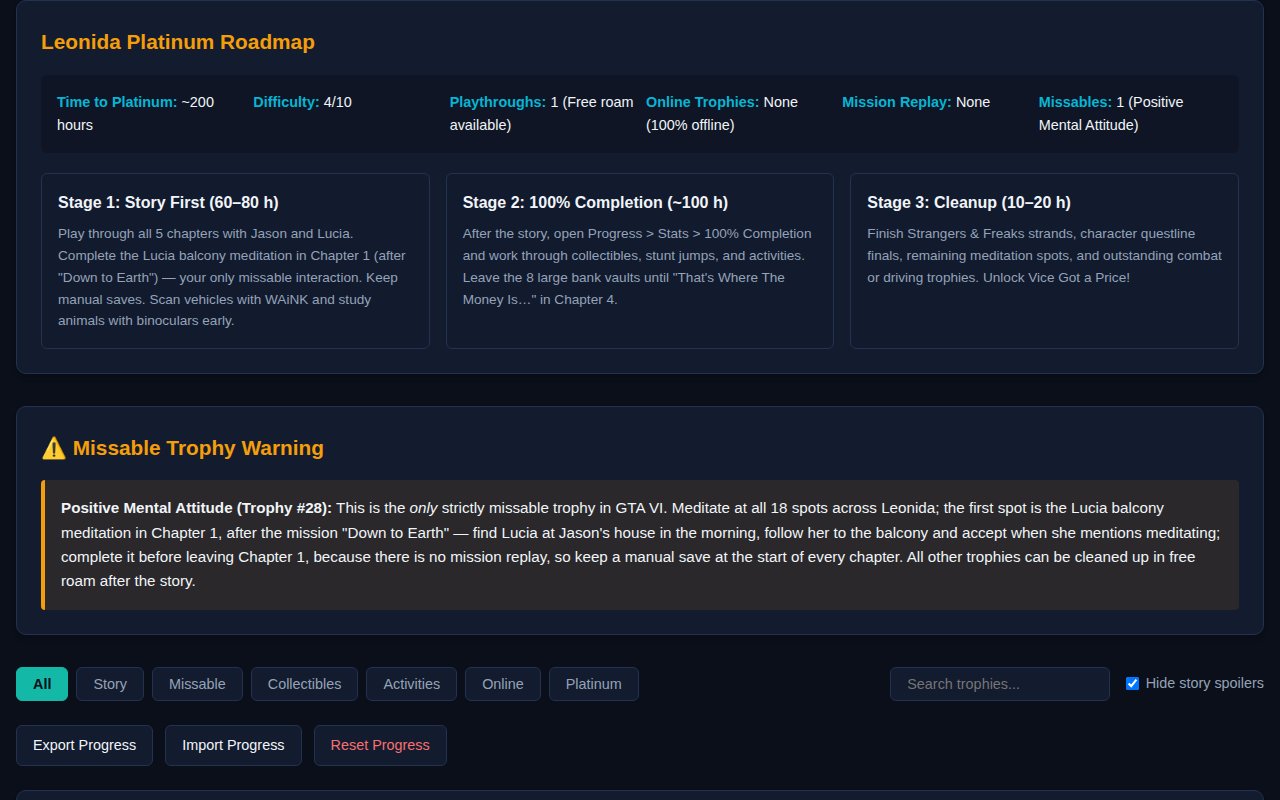 Leonida Platinum Roadmap
Time to Platinum: ~200 hours
Difficulty: 4/10
Playthroughs: 1 (Free roam available)
Online Trophies: None (100% offline)
Mission Replay: None
Missables: 1 (Positive Mental Attitude)
Stage 1: Story First (60–80 h)
Play through all 5 chapters with Jason and Lucia.
Complete the Lucia balcony meditation in Chapter 1 (after
"Down to Earth") — your only missable interaction. Keep
manual saves. Scan vehicles with WAiNK and study
animals with binoculars early.
Stage 2: 100% Completion (~100 h)
After the story, open Progress > Stats > 100% Completion
and work through collectibles, stunt jumps, and activities.
Leave the 8 large bank vaults until "That's Where The
Money Is…" in Chapter 4.
Stage 3: Cleanup (10–20 h)
Finish Strangers & Freaks strands, character questline
finals, remaining meditation spots, and outstanding combat
or driving trophies. Unlock Vice Got a Price!
⚠️ Missable Trophy Warning
Positive Mental Attitude (Trophy #28): This is the only strictly missable trophy in GTA VI. Meditate at all 18 spots across Leonida; the first spot is the Lucia balcony
meditation in Chapter 1, after the mission "Down to Earth" — find Lucia at Jason's house in the morning, follow her to the balcony and accept when she mentions meditating;
complete it before leaving Chapter 1, because there is no mission replay, so keep a manual save at the start of every chapter. All other trophies can be cleaned up in free
roam after the story.
All
Story
Missable
Collectibles
Activities
Online
Platinum
Search trophies...
Hide story spoilers
Export Progress
Import Progress
Reset Progress